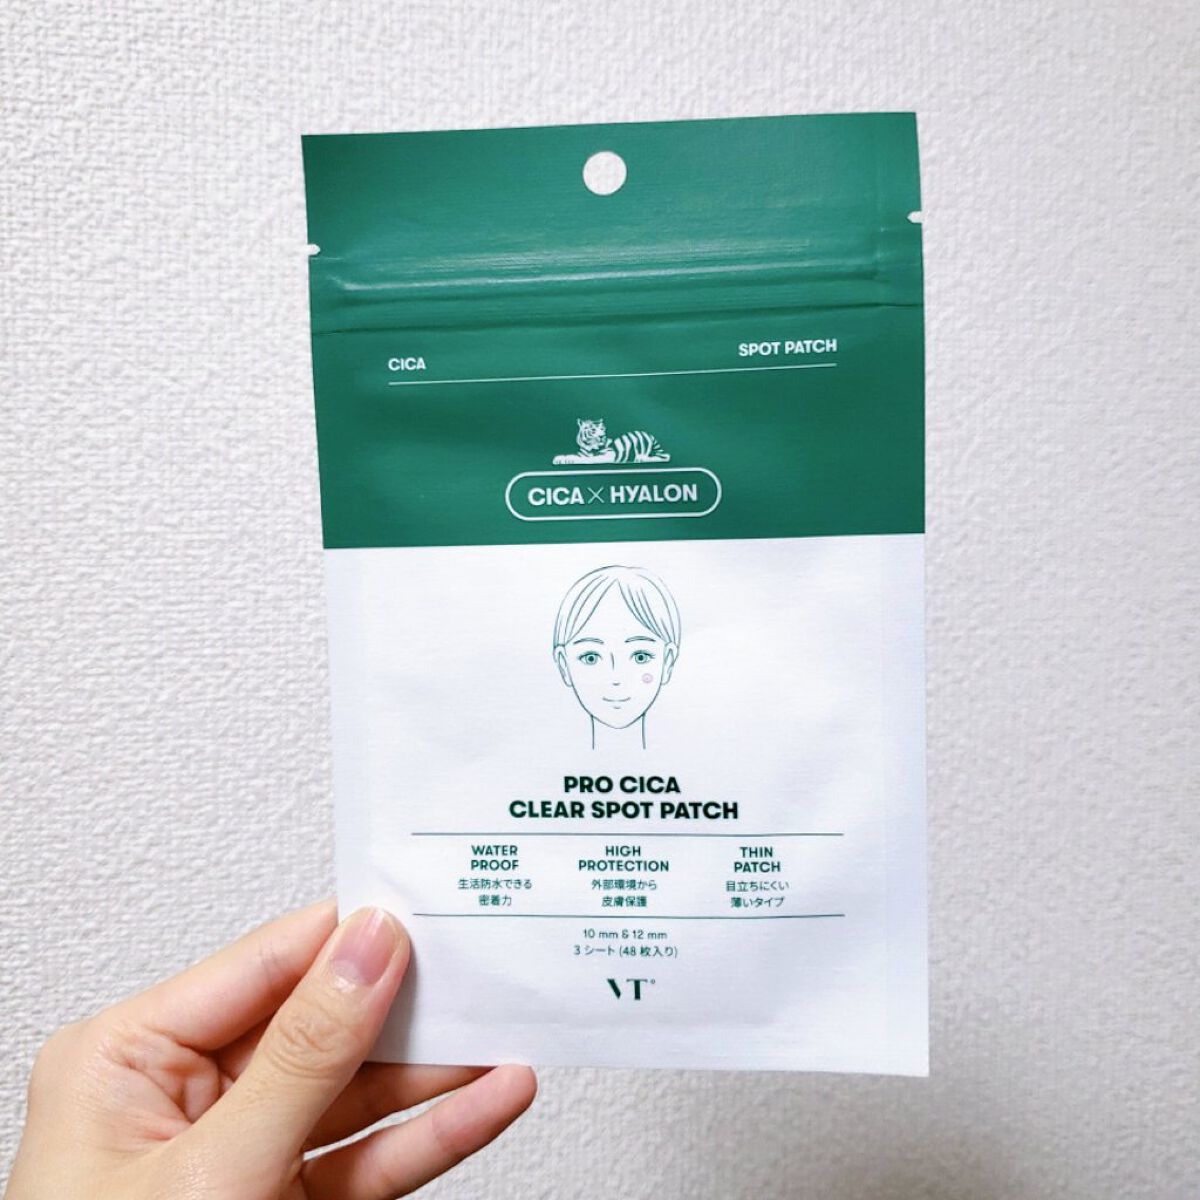 CICA
SPOT PATCH
CICA×HYALON
PRO CICA
CLEAR SPOT PATCH
WATER
PROOF
生活防水できる
密着力
HIGH
PROTECTION
外部環境から
皮膚保護
THIN
PATCH
目立ちにくい
薄いタイプ
10 mm & 12 mm
3 シート (48 枚入り)
VT